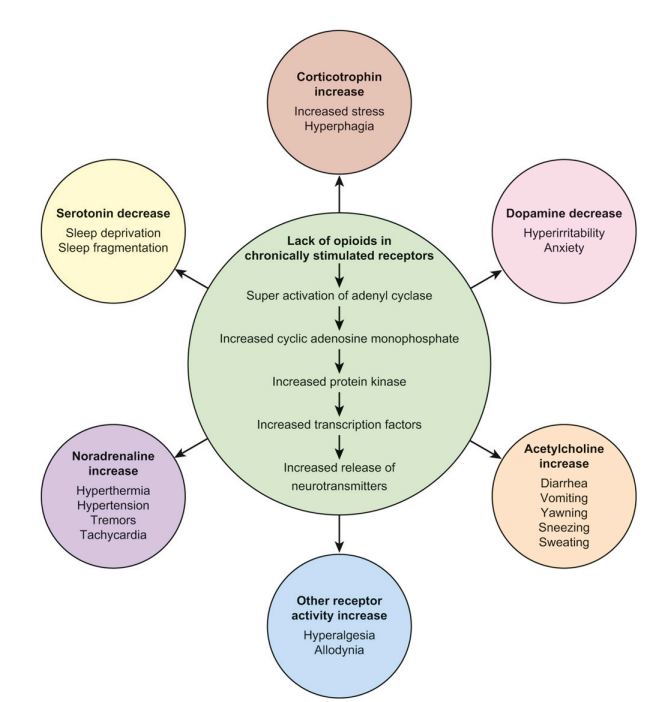 Corticotrophin
increase
Increased stress
Hyperphagia
Serotonin decrease
Sleep deprivation
Sleep fragmentation
Dopamine decrease
Hyperirritability
Anxiety
Lack of opioids in
chronically stimulated receptors
Super activation of adenyl cyclase
Increased cyclic adenosine monophosphate
Increased protein kinase
Increased transcription factors
Increased release of
neurotransmitters
Noradrenaline
increase
Hyperthermia
Hypertension
Tremors
Tachycardia
Acetylcholine
increase
Diarrhea
Vomiting
Yawning
Sneezing
Sweating
Other receptor
activity increase
Hyperalgesia
Allodynia